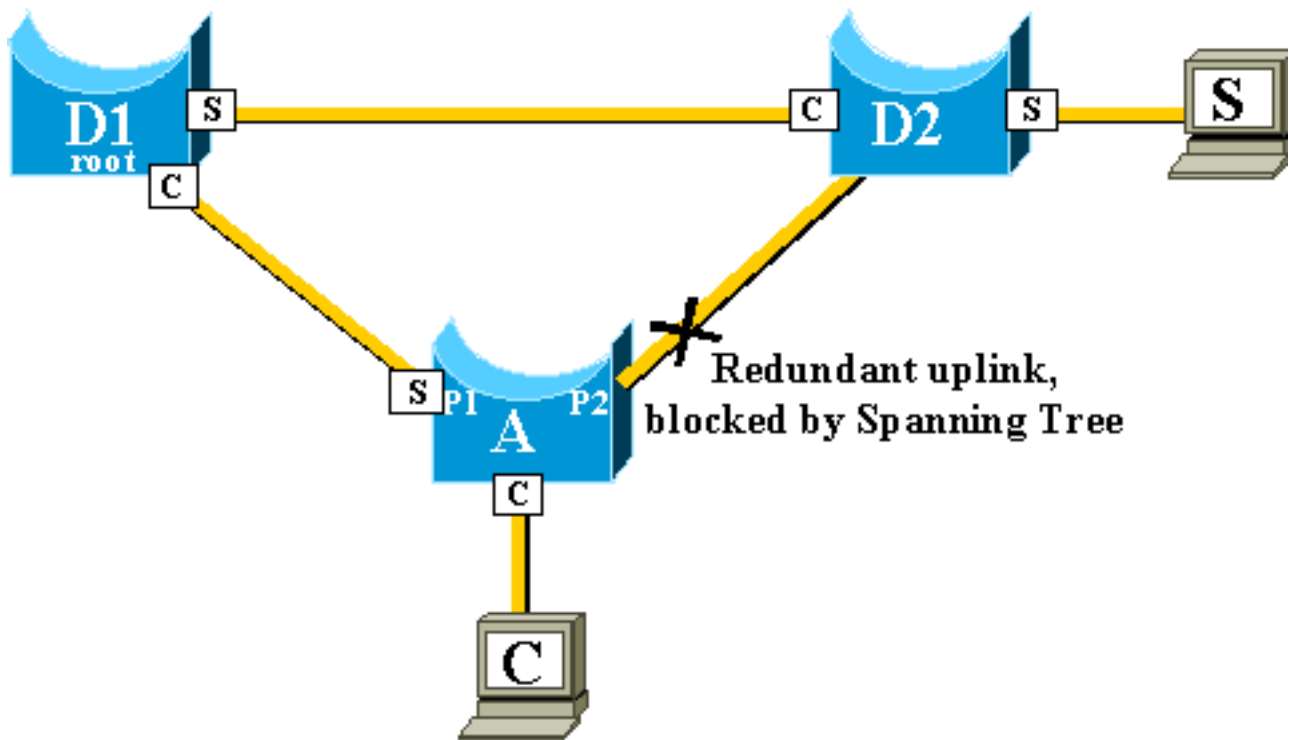 D1
root
S
C
C
D2
S
S
S
P1
P2
A
C
Redundant uplink,
blocked by Spanning Tree
C